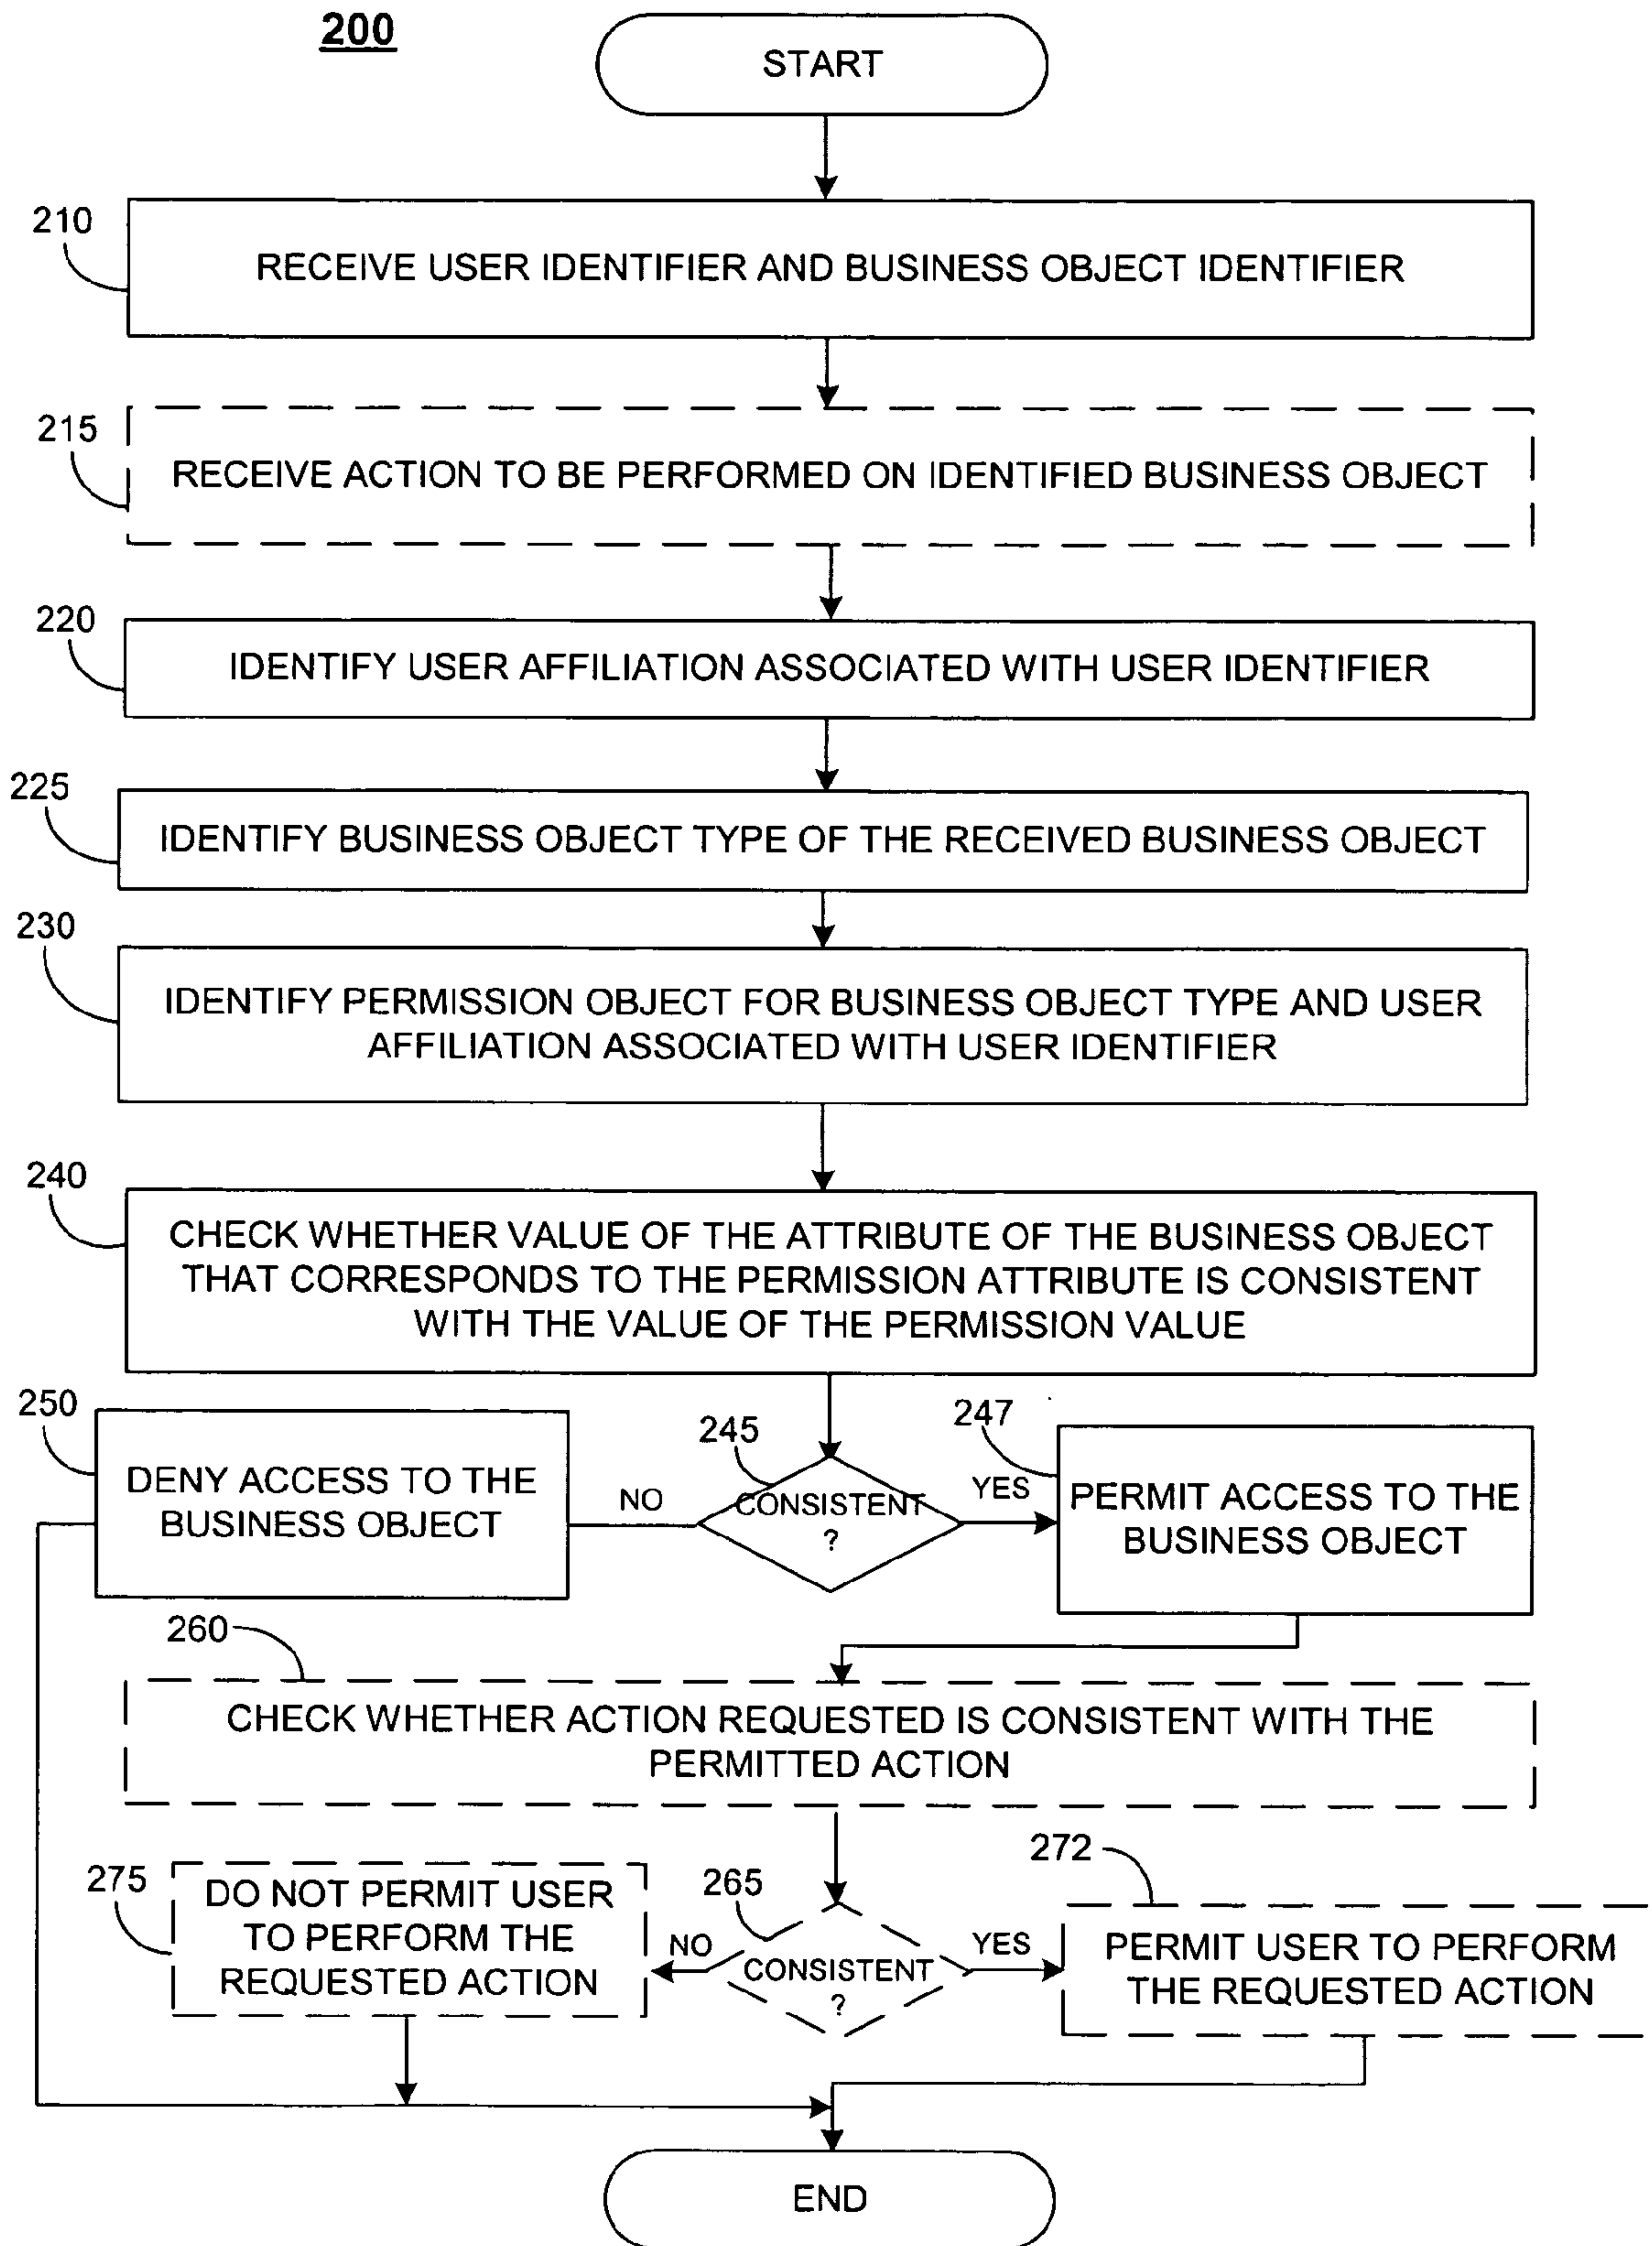 200
START
210
RECEIVE USER IDENTIFIER AND BUSINESS OBJECT IDENTIFIER
215
RECEIVE ACTION TO BE PERFORMED ON IDENTIFIED BUSINESS OBJECT
220
IDENTIFY USER AFFILIATION ASSOCIATED WITH USER IDENTIFIER
225
IDENTIFY BUSINESS OBJECT TYPE OF THE RECEIVED BUSINESS OBJECT
230
IDENTIFY PERMISSION OBJECT FOR BUSINESS OBJECT TYPE AND USER
AFFILIATION ASSOCIATED WITH USER IDENTIFIER
240
CHECK WHETHER VALUE OF THE ATTRIBUTE OF THE BUSINESS OBJECT
THAT CORRESPONDS TO THE PERMISSION ATTRIBUTE IS CONSISTENT
WITH THE VALUE OF THE PERMISSION VALUE
250
DENY ACCESS TO THE
BUSINESS OBJECT
NO
245
CONSISTENT
?
YES
247
PERMIT ACCESS TO THE
BUSINESS OBJECT
260
CHECK WHETHER ACTION REQUESTED IS CONSISTENT WITH THE
PERMITTED ACTION
275
DO NOT PERMIT USER
TO PERFORM THE
REQUESTED ACTION
NO
265
CONSISTENT
?
YES
272
PERMIT USER TO PERFORM
THE REQUESTED ACTION
END